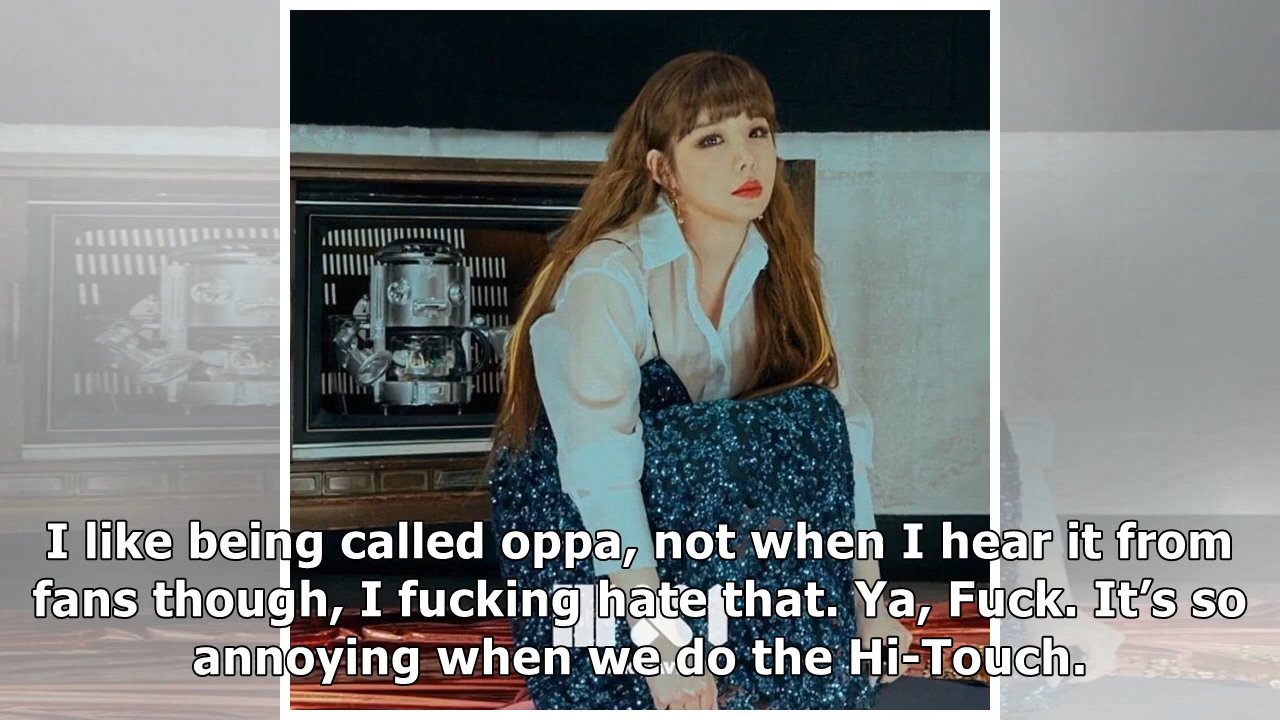 I like being called oppa, not when I hear it from
fans though, I fucking hate that. Ya, Fuck. It’s so
annoying when we do the Hi-Touch.